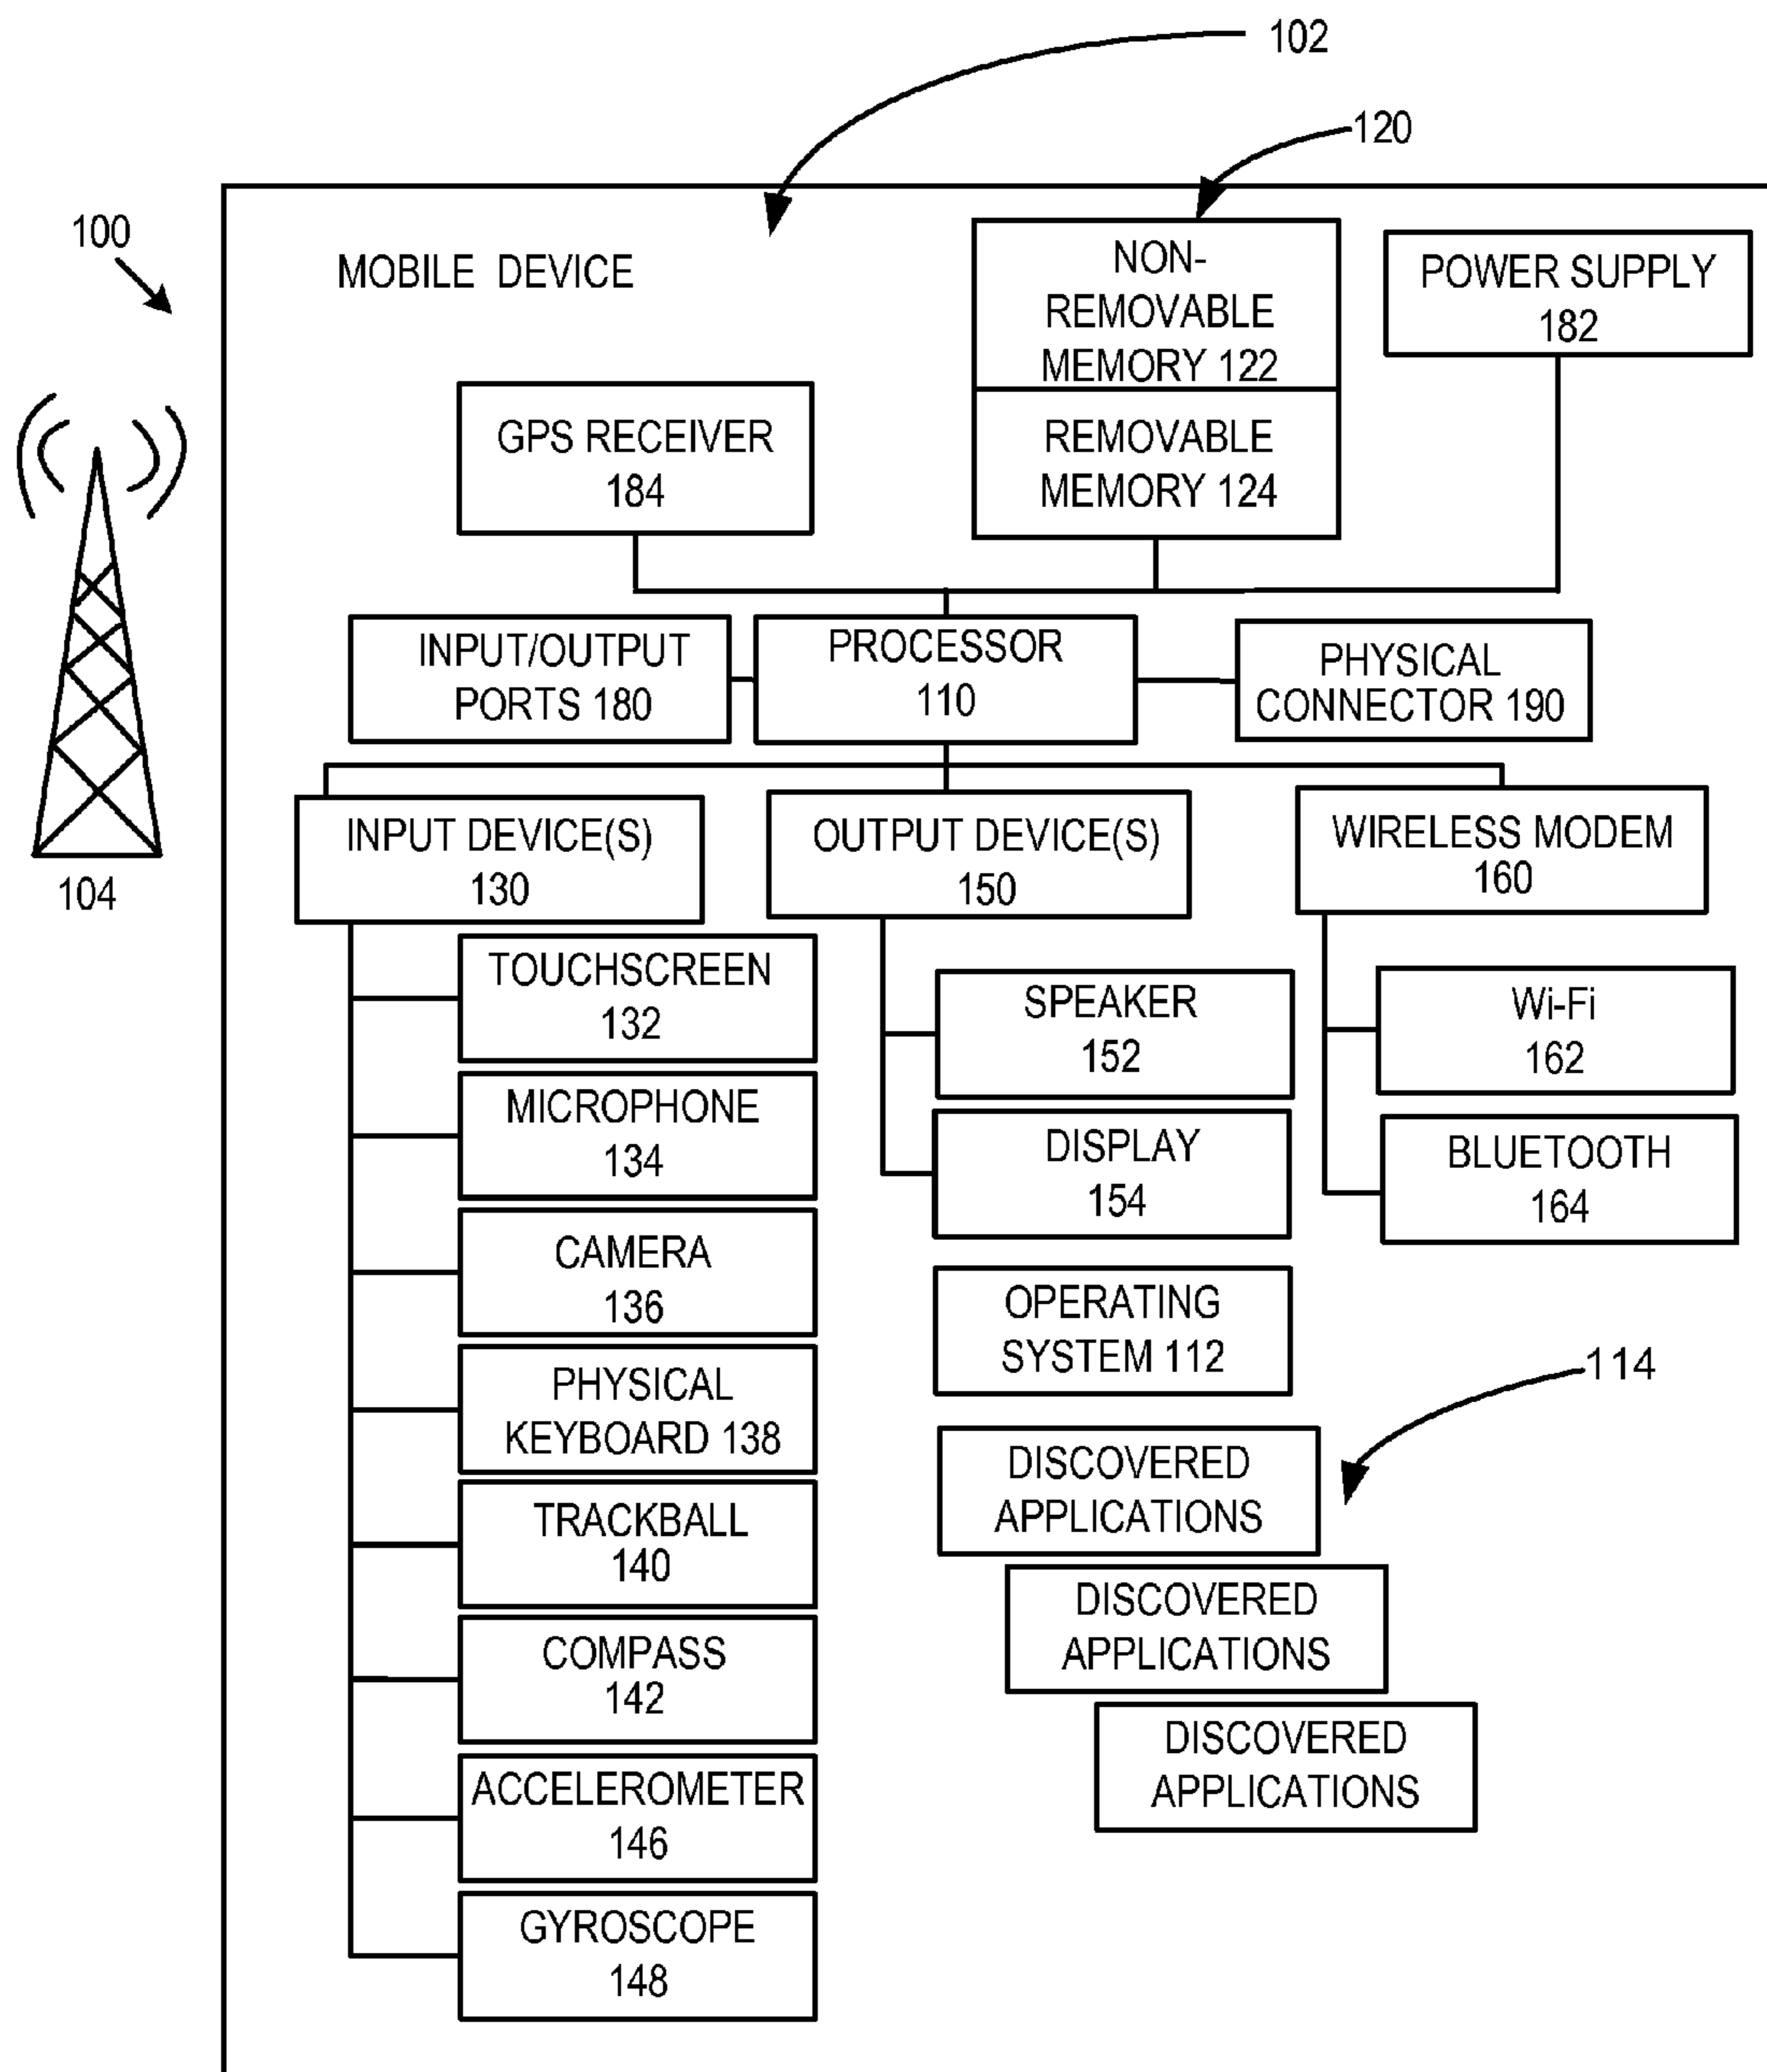 102
120
100
MOBILE DEVICE
NON-
REMOVABLE
MEMORY 122
REMOVABLE
MEMORY 124
POWER SUPPLY
182
GPS RECEIVER
184
INPUT/OUTPUT
PORTS 180
PROCESSOR
110
PHYSICAL
CONNECTOR 190
104
INPUT DEVICE(S)
130
OUTPUT DEVICE(S)
150
WIRELESS MODEM
160
TOUCHSCREEN
132
MICROPHONE
134
CAMERA
136
PHYSICAL
KEYBOARD 138
TRACKBALL
140
COMPASS
142
ACCELEROMETER
146
GYROSCOPE
148
SPEAKER
152
DISPLAY
154
Wi-Fi
162
BLUETOOTH
164
OPERATING
SYSTEM 112
114
DISCOVERED
APPLICATIONS
DISCOVERED
APPLICATIONS
DISCOVERED
APPLICATIONS